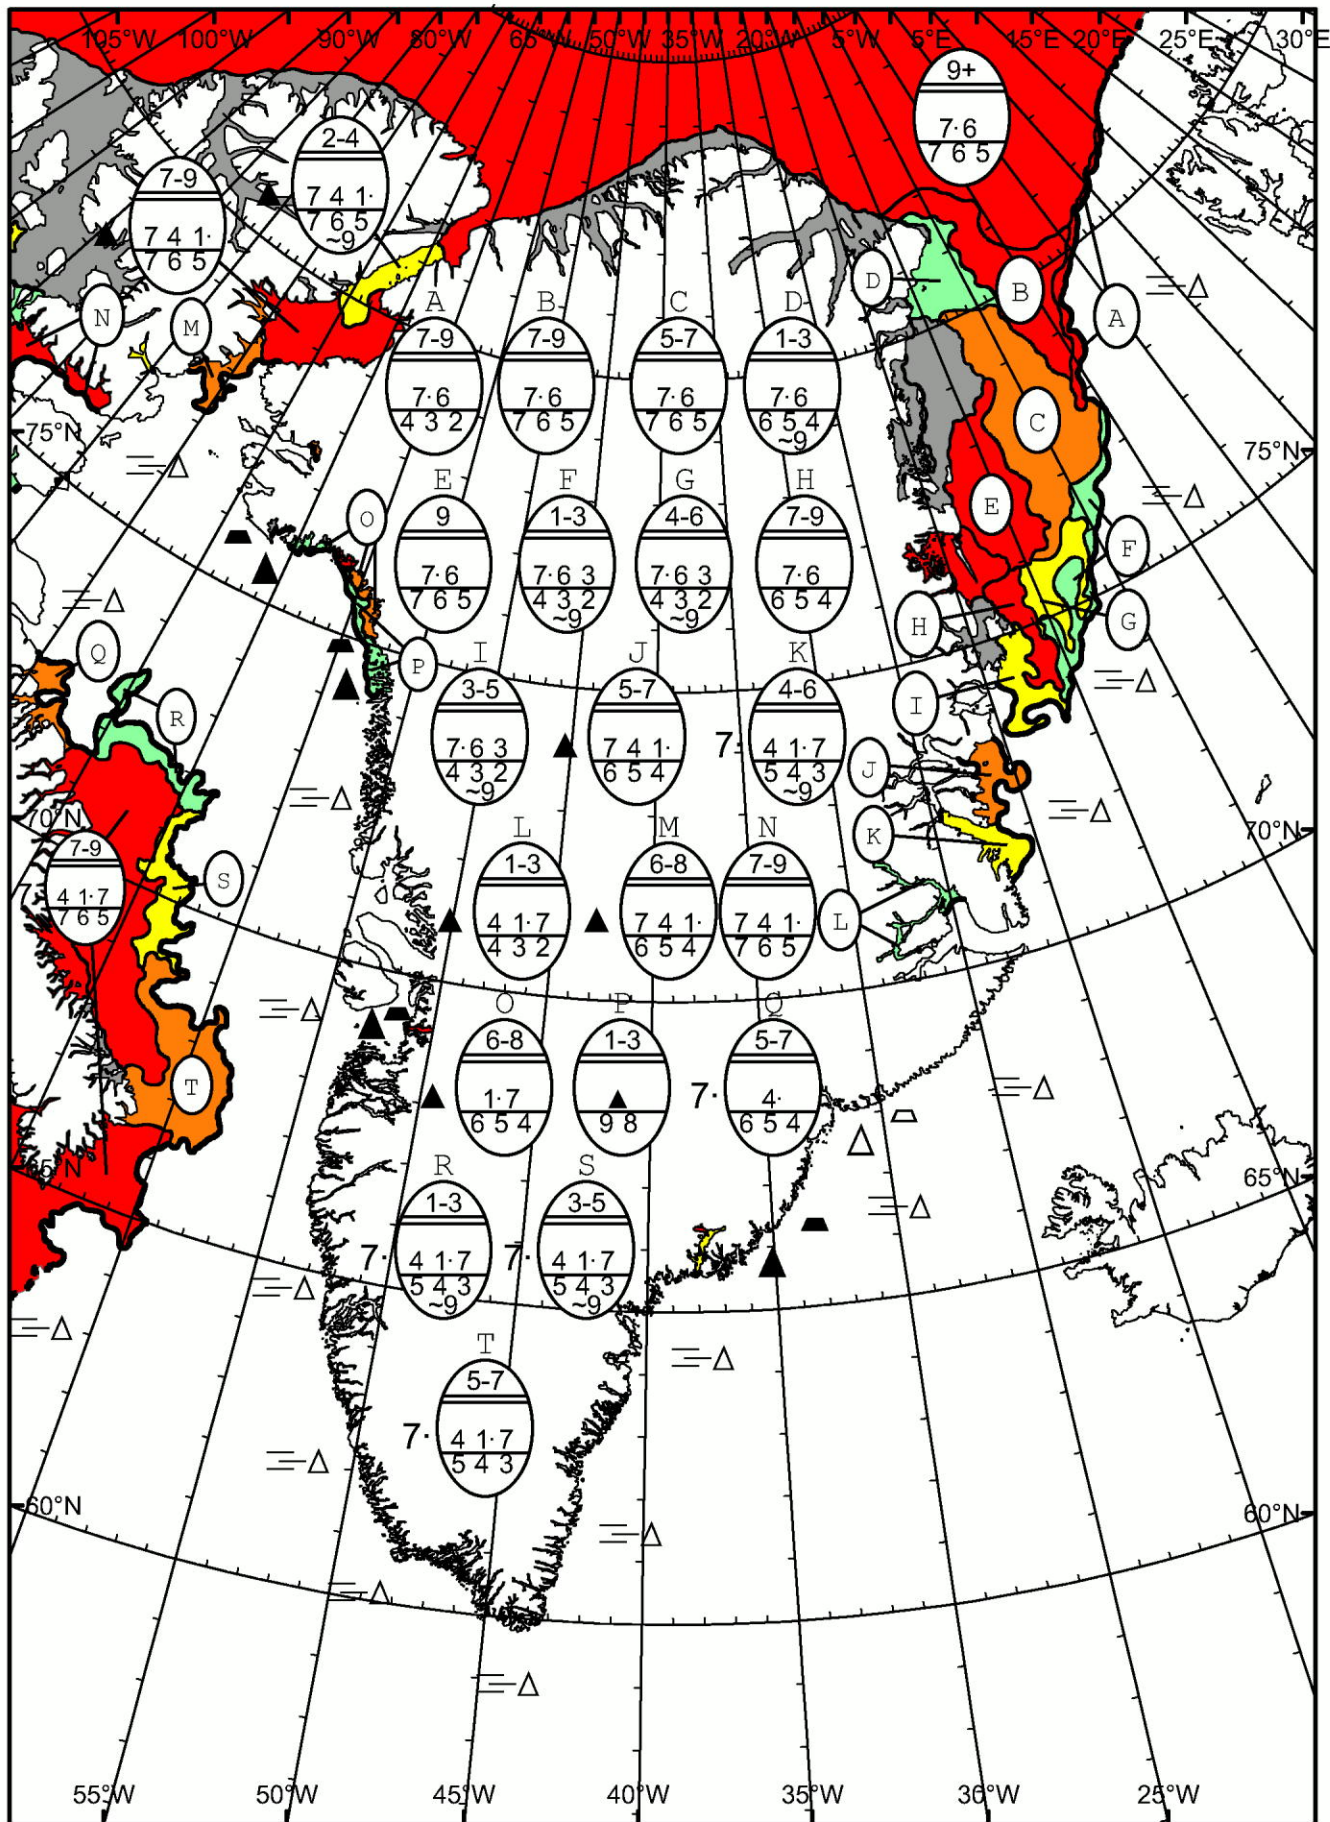 105°W 100°W 90°W 80°W 65°W 50°W 35°W 20°W 5°W 5°E 15°E 20°E 25°E 30°E
9+
7·6
7 6 5
2-4
7 4 1·
7 6 5
~9
7-9
7 4 1·
7 6 5
N M D B A
A B C D
7-9 7-9 5-7 1-3
7·6 7·6 7·6 7·6
4 3 2 7 6 5 7 6 5 6 5 4
~9
C
75°N 75°N
E F G H
9 1-3 4-6 7-9
7·6 7·6 3 7·6 3 7·6
7 6 5 4 3 2 4 3 2 6 5 4
~9 ~9
O E F
H G
Q P
I J K
3-5 5-7 4-6
7·6 3 7 4 1· 7· 4 1·7
4 3 2 6 5 4 5 4 3
~9 ~9
R I
J
K
70°N 70°N
7-9
7· 4 1·7
7 6 5
S
L M N
1-3 6-8 7-9
4 1·7 7 4 1· 7 4 1·
4 3 2 6 5 4 7 6 5
L
O P Q
6-8 1-3 5-7
1·7 7· 4·
6 5 4 9 8 6 5 4
T
65°N 65°N
R S
1-3 3-5
7· 4 1·7 7· 4 1·7
5 4 3 5 4 3
~9 ~9
T
5-7
7· 4 1·7
5 4 3
60°N 60°N
55°W 50°W 45°W 40°W 35°W 30°W 25°W